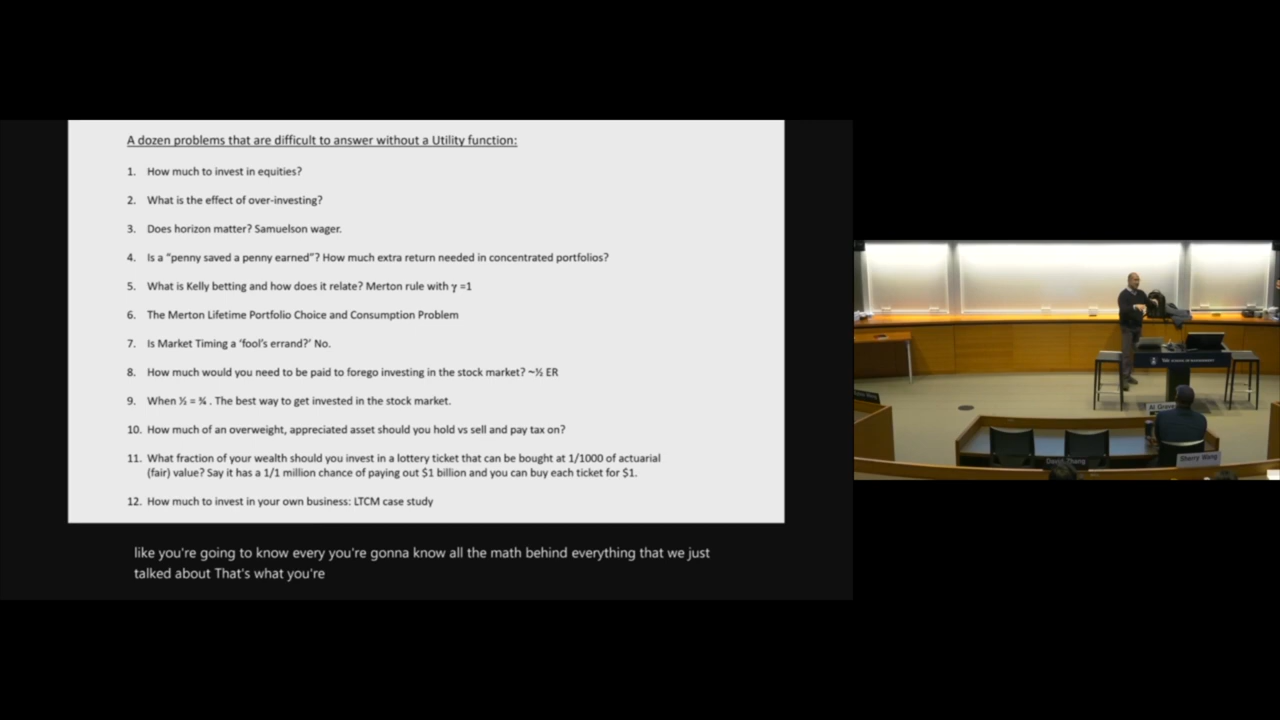 A dozen problems that are difficult to answer without a Utility function:
1. How much to invest in equities?
2. What is the effect of over-investing?
3. Does horizon matter? Samuelson wager.
4. Is a “penny saved a penny earned”? How much extra return needed in concentrated portfolios?
5. What is Kelly betting and how does it relate? Merton rule with γ =1
6. The Merton Lifetime Portfolio Choice and Consumption Problem
7. Is Market Timing a ‘fool’s errand?’ No.
8. How much would you need to be paid to forego investing in the stock market? ~½ ER
9. When ½ = ¾ . The best way to get invested in the stock market.
10. How much of an overweight, appreciated asset should you hold vs sell and pay tax on?
11. What fraction of your wealth should you invest in a lottery ticket that can be bought at 1/1000 of actuarial
(fair) value? Say it has a 1/1 million chance of paying out $1 billion and you can buy each ticket for $1.
12. How much to invest in your own business: LTCM case study
like you're going to know every you're gonna know all the math behind everything that we just
talked about That's what you're
Sherry Wang